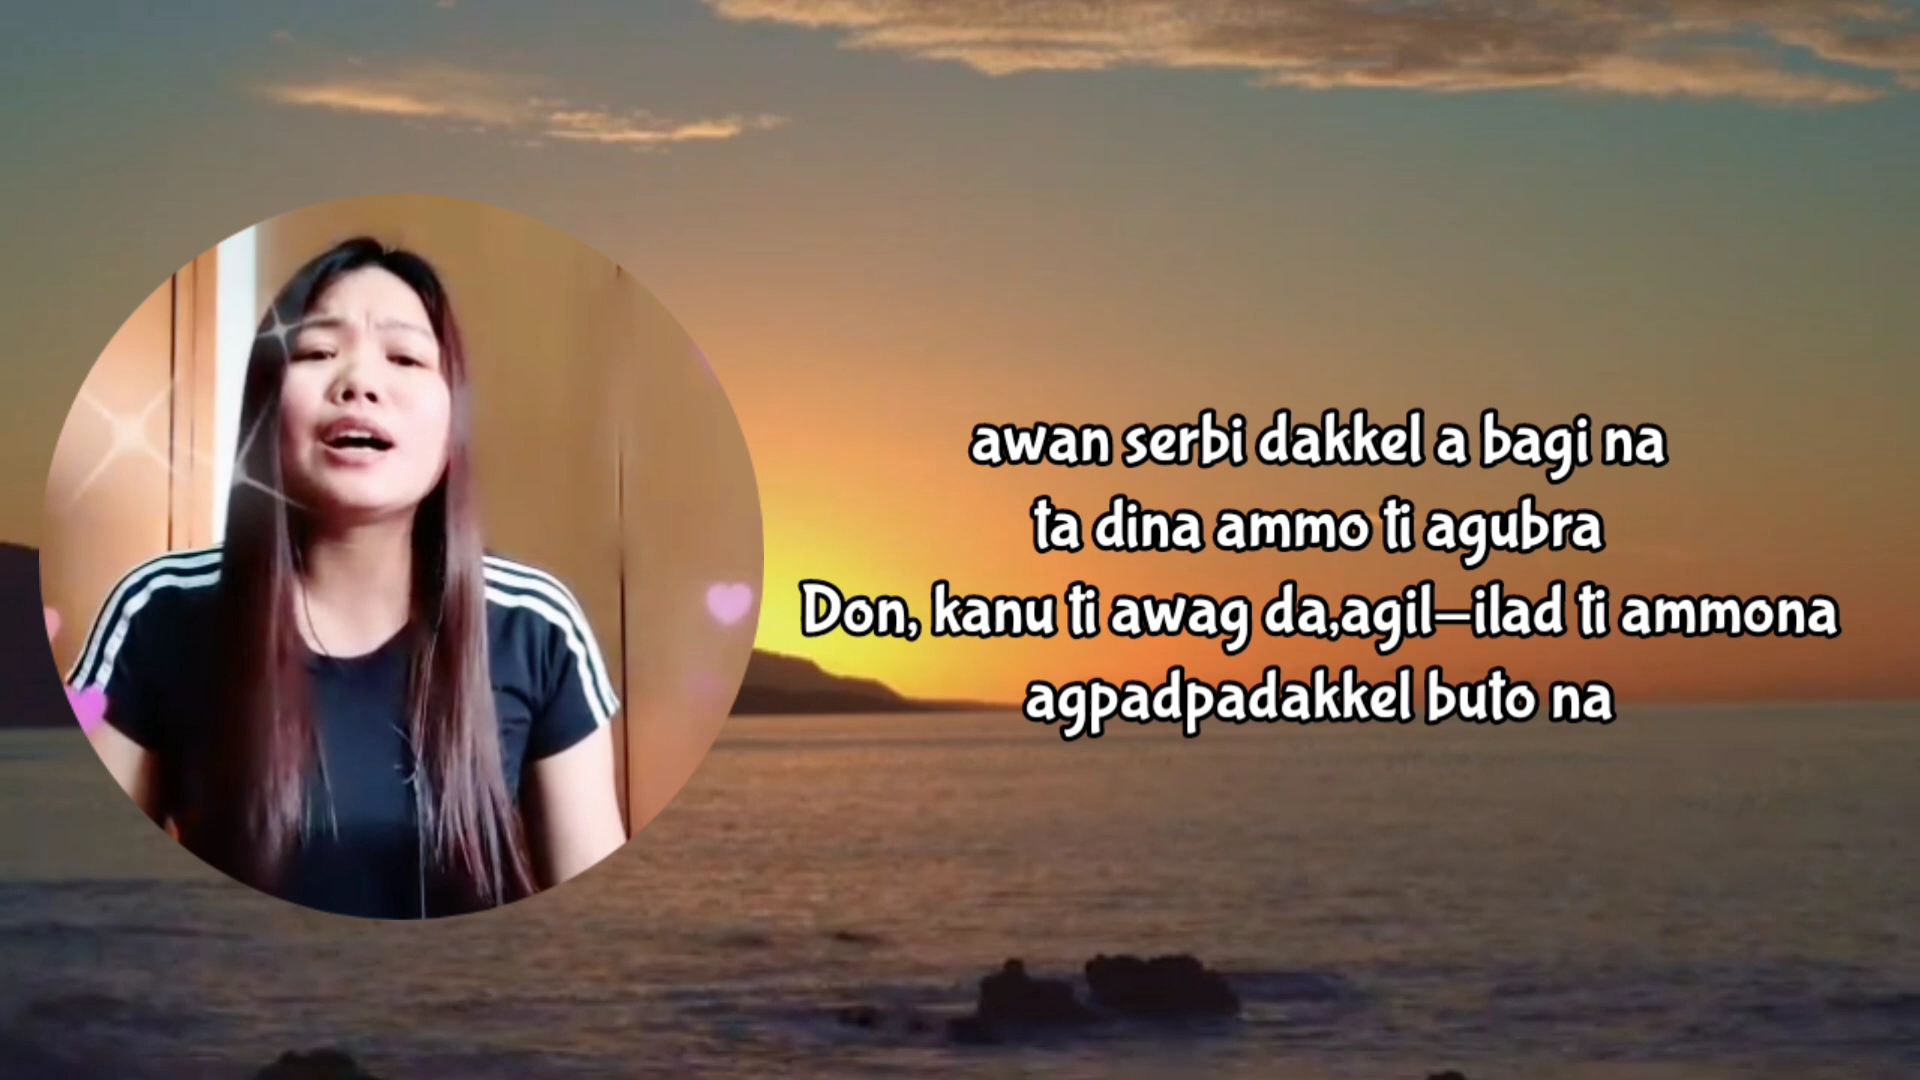 awan serbi dakkel a bagi na
ta dina ammo ti agubra
Don, kanu ti awag da,agil-ilad ti ammona
agpadpadakkel buto na